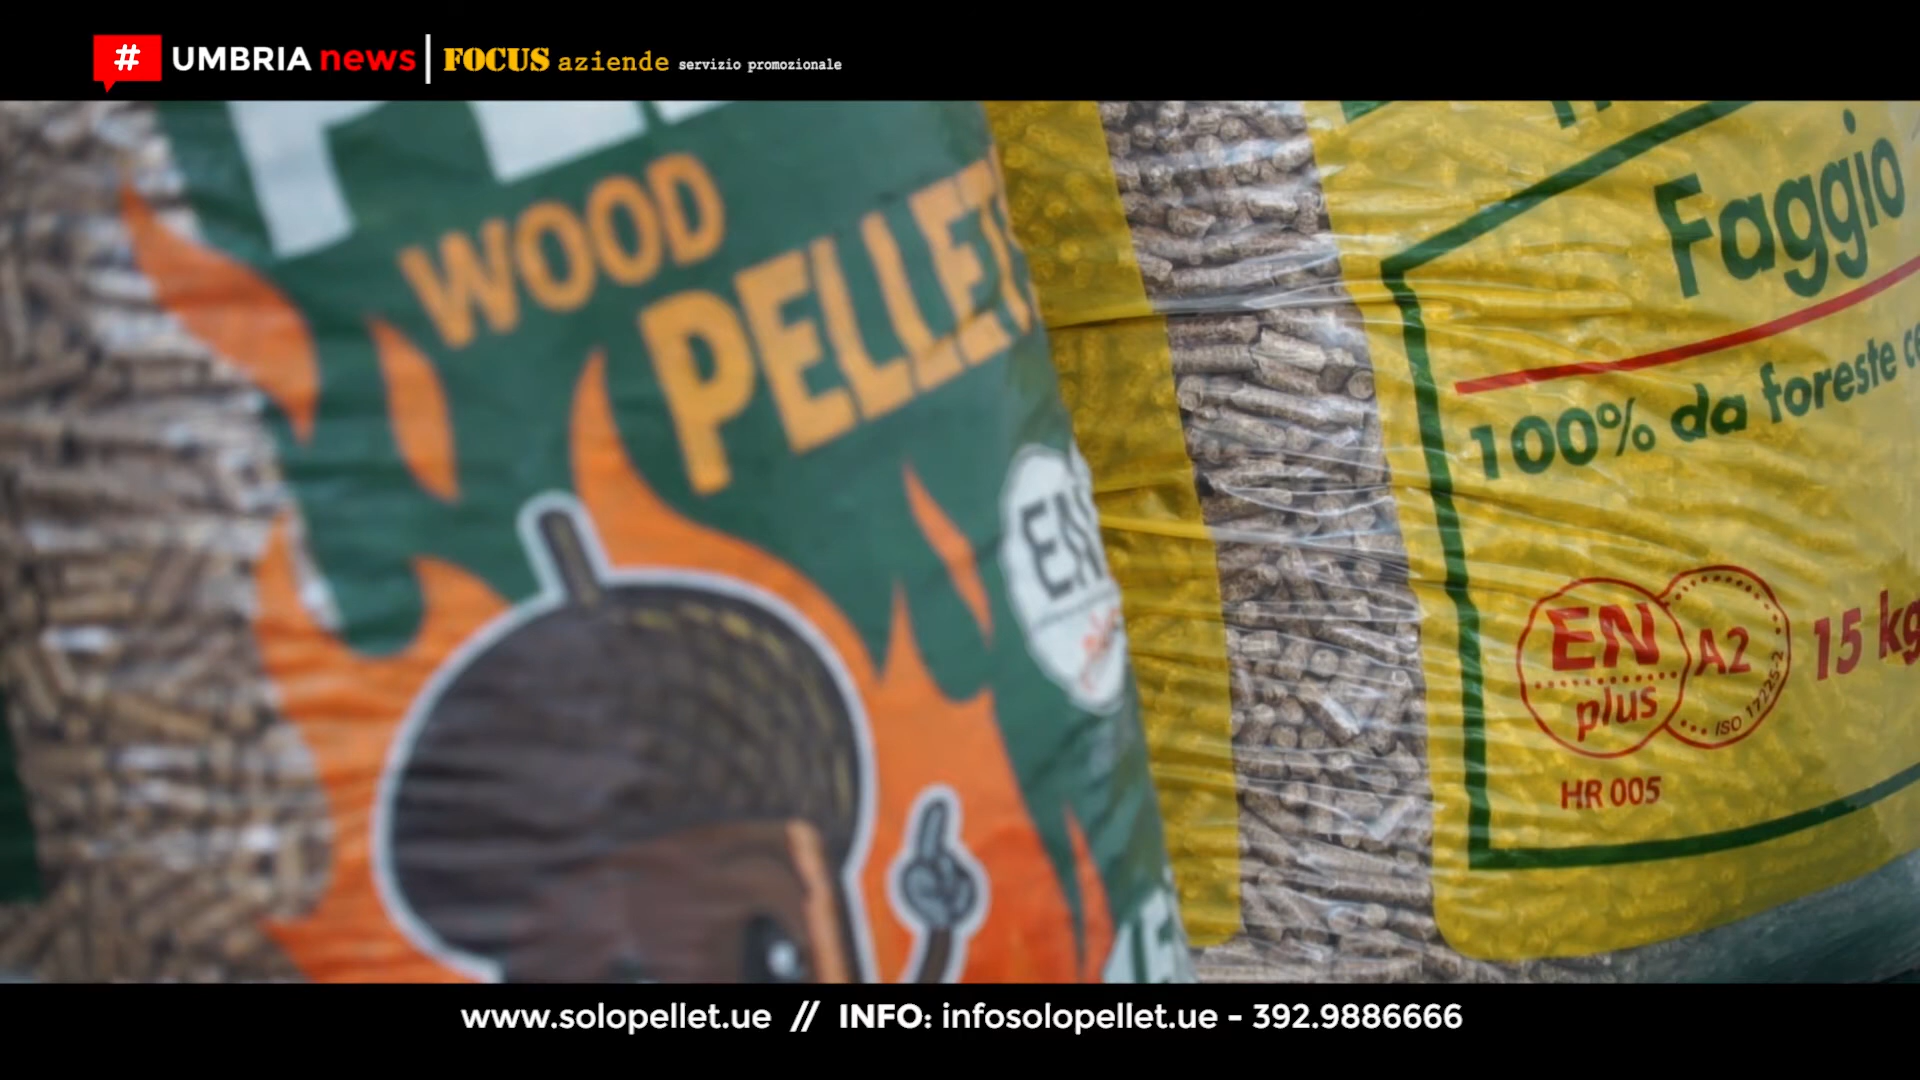 # UMBRIA news FOCUS aziende servizio promozionale
WOOD
PELLET
EN
Faggio
100% da foreste
EN plus A2
ISO 17225-2
15 kg
HR 005
www.solopellet.ue // INFO: infosolopellet.ue - 392.9886666